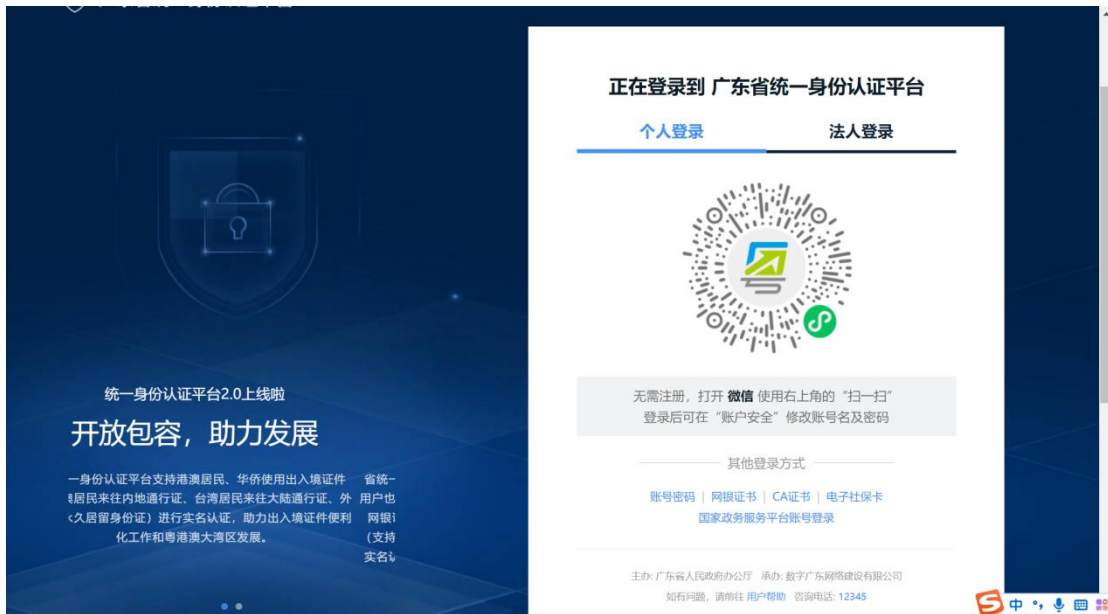 正在登录到 广东省统一身份认证平台
个人登录
法人登录
无需注册，打开 微信 使用右上角的“扫一扫”
登录后可在“账户安全”修改账号名及密码
其他登录方式
账号密码 | 网银证书 | CA证书 | 电子社保卡
国家政务服务平台账号登录
主办: 广东省人民政府办公厅 承办: 数字广东网络建设有限公司
如有问题，请前往 用户帮助 咨询电话: 12345
统一身份认证平台2.0上线啦
开放包容，助力发展
一身份认证平台支持港澳居民、华侨使用出入境证件
居民来往内地通行证、台湾居民来往大陆通行证、外
久居留身份证）进行实名认证，助力出入境证件便利
化工作和粤港澳大湾区发展。
省统一
用户也
网银
（支持
实名
中